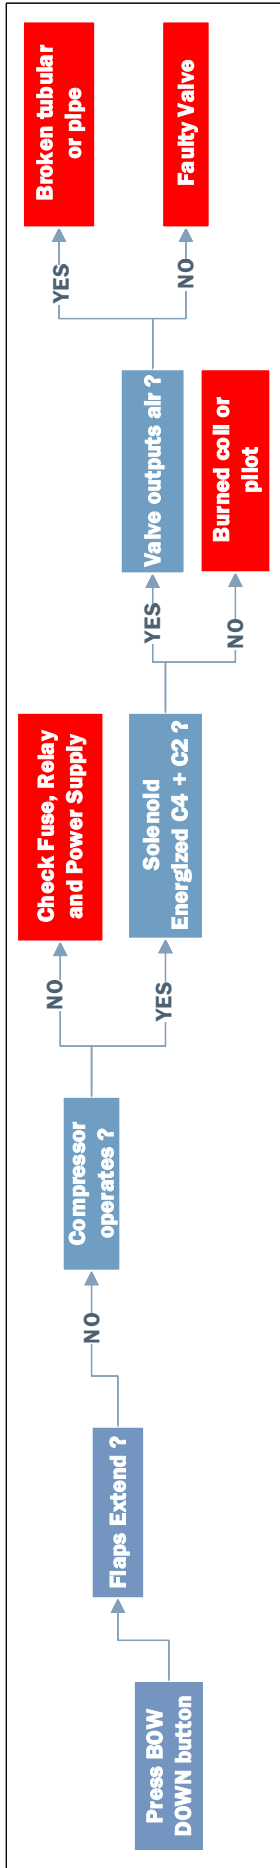 Press BOW
DOWN button
Flaps Extend ?
NO
Compressor
operates ?
NO
Check Fuse, Relay
and Power Supply
YES
Solenoid
Energized C4 + C2 ?
YES
Valve outputs air ?
NO
Burned coil or
pilot
YES
Broken tubular
or pipe
NO
Faulty Valve